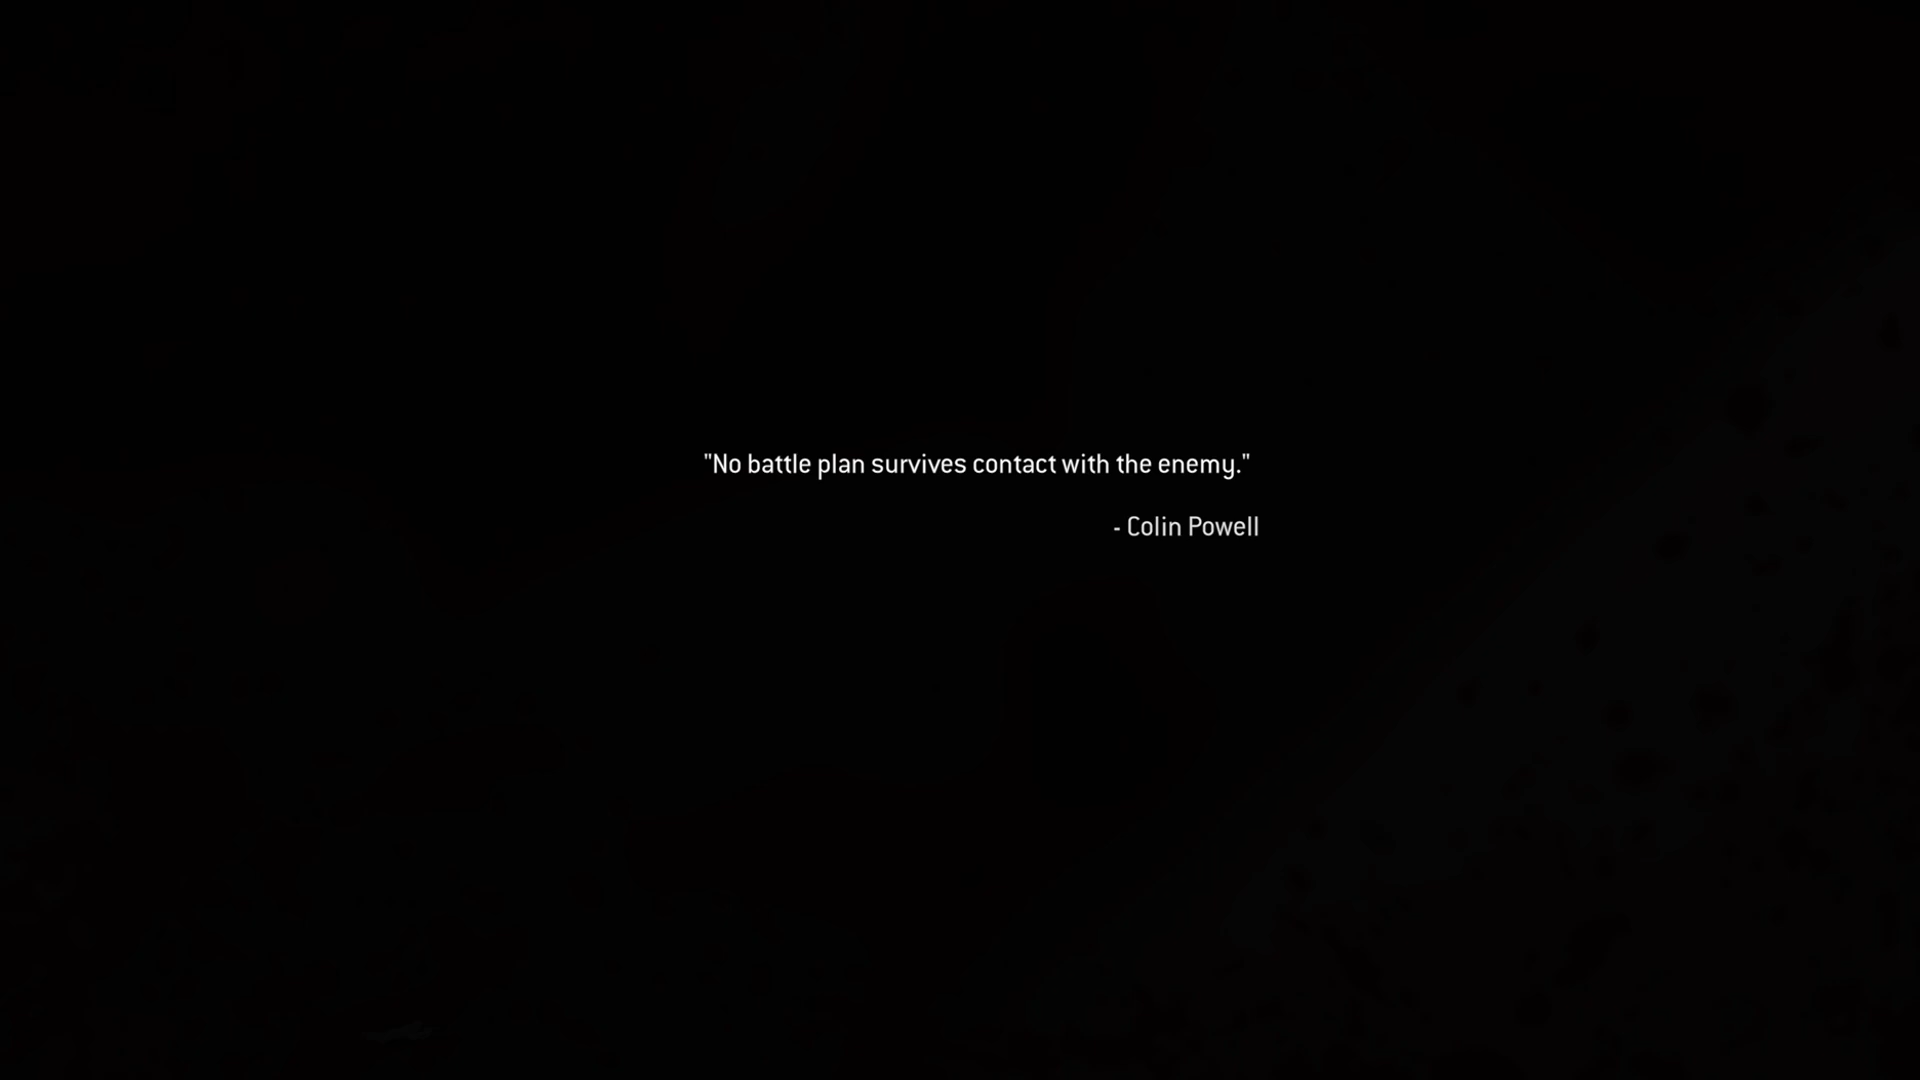 "No battle plan survives contact with the enemy."
- Colin Powell